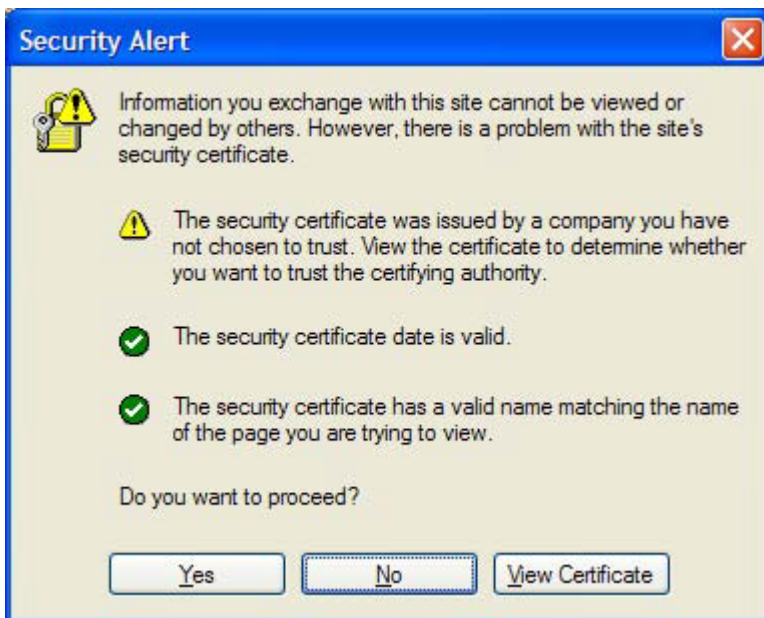 Security Alert
Information you exchange with this site cannot be viewed or
changed by others. However, there is a problem with the site's
security certificate.
The security certificate was issued by a company you have
not chosen to trust. View the certificate to determine whether
you want to trust the certifying authority.
The security certificate date is valid.
The security certificate has a valid name matching the name
of the page you are trying to view.
Do you want to proceed?
Yes No View Certificate